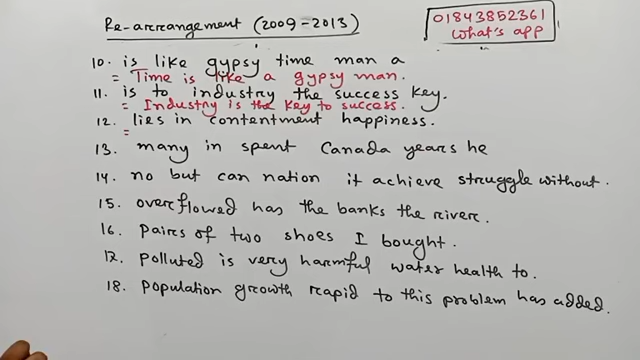 Re-arrangement (2009-2013)
01843852361
What's app
10. is like gypsy time man a
= Time is like a gypsy man.
11. is to industry the success key.
= Industry is the key to success.
12. lies in contentment happiness.
=
13. many in spent Canada years he
14. no but can nation it achieve struggle without.
15. overflowed has the banks the river.
16. pairs of two shoes I bought.
17. polluted is very harmful water health to.
18. population growth rapid to this problem has added.